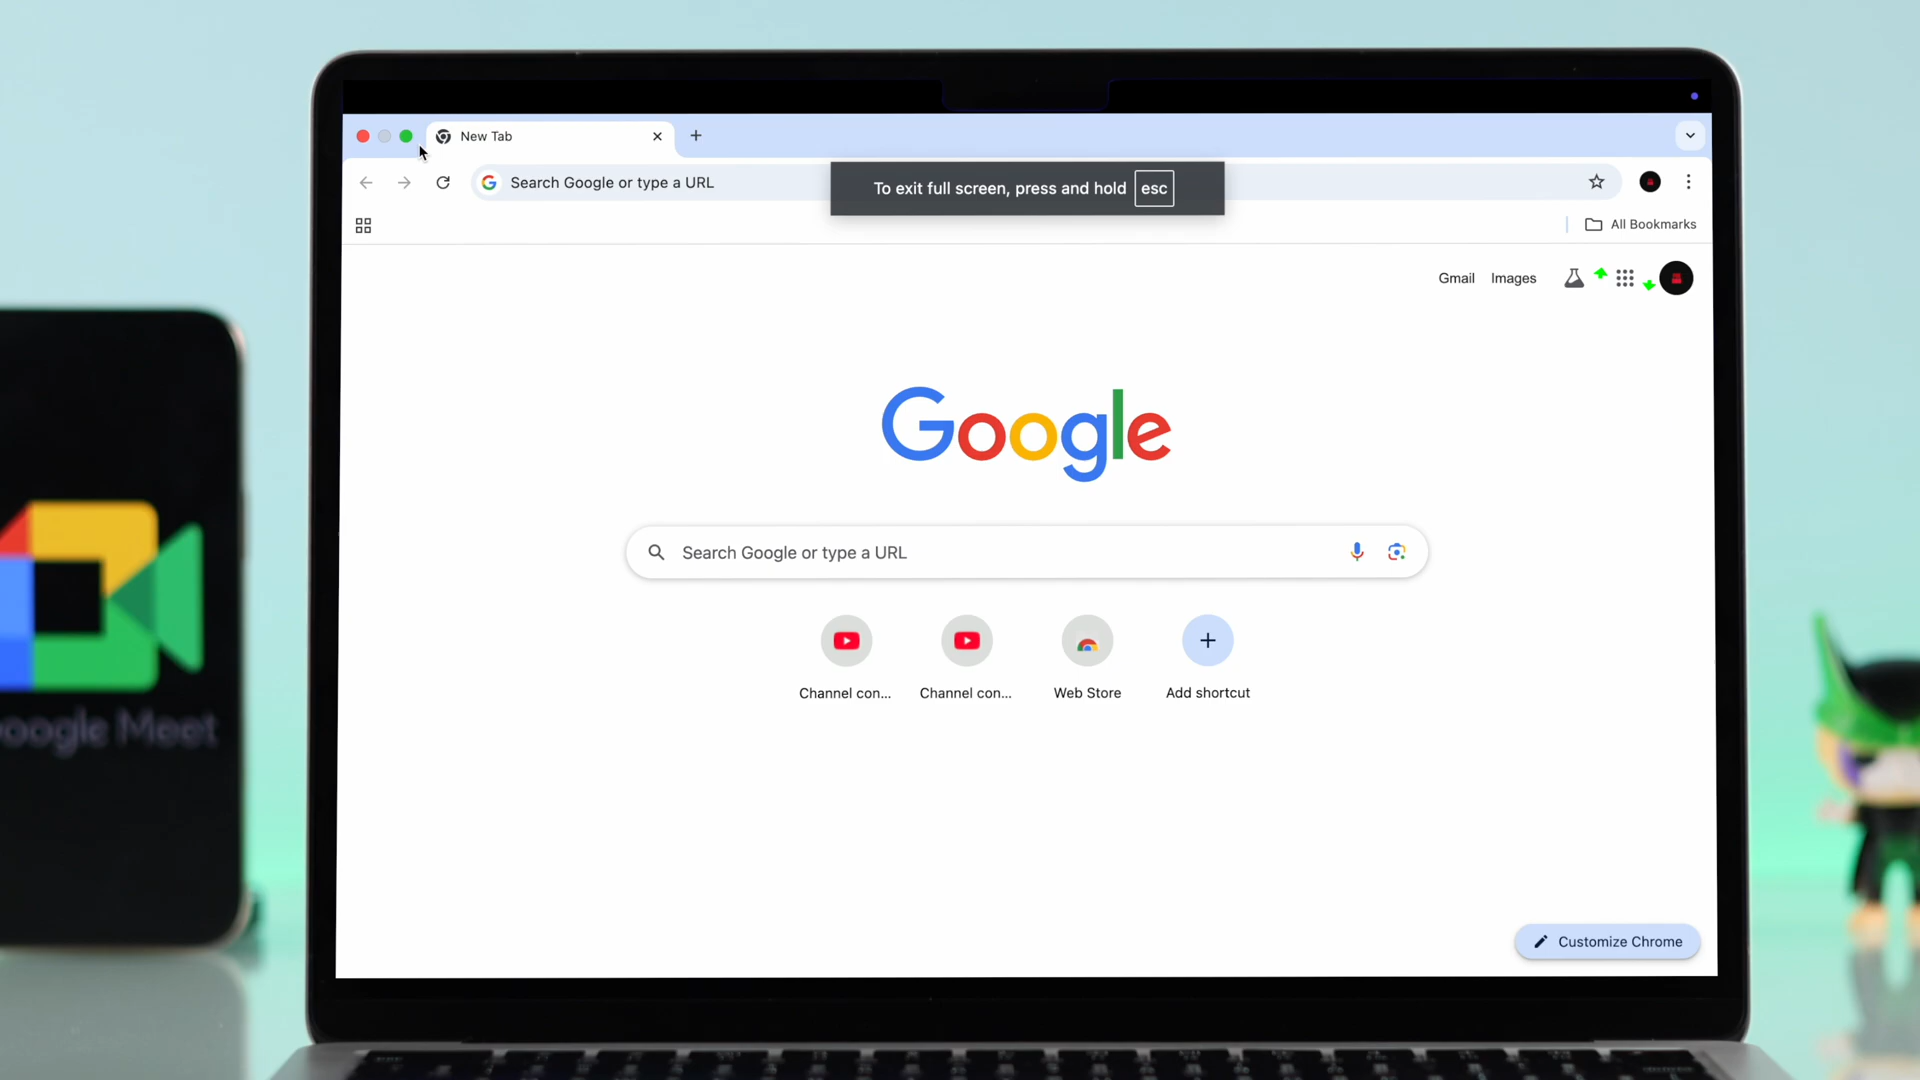 New Tab
Search Google or type a URL
To exit full screen, press and hold esc
All Bookmarks
Gmail Images
Google
Search Google or type a URL
Channel con... Channel con... Web Store Add shortcut
oogle Meet
Customize Chrome